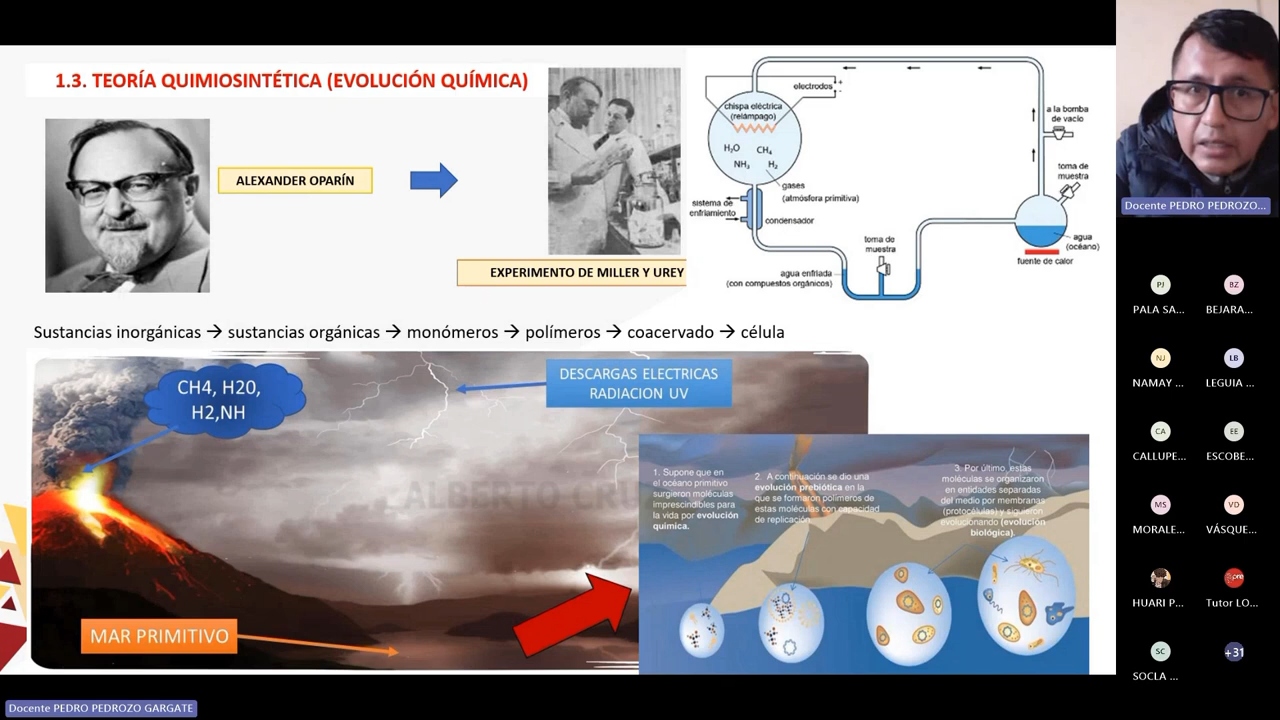 1.3. TEORÍA QUIMIOSINTÉTICA (EVOLUCIÓN QUÍMICA)
ALEXANDER OPARÍN
EXPERIMENTO DE MILLER Y UREY
electrodos
+
-
chispa eléctrica
(relámpago)
H₂O
CH₄
NH₃
H₂
gases
(atmósfera primitiva)
sistema de
enfriamiento
condensador
toma de
muestra
agua enfriada
(con compuestos orgánicos)
a la bomba
de vacío
toma de
muestra
agua
(océano)
fuente de calor
Sustancias inorgánicas → sustancias orgánicas → monómeros → polímeros → coacervado → célula
CH4, H20,
H2,NH
DESCARGAS ELECTRICAS
RADIACION UV
MAR PRIMITIVO
1. Supone que en
el océano primitivo
surgieron moléculas
imprescindibles para
la vida por evolución
química.
2. A continuación se dio una
evolución prebiótica en la
que se formaron polímeros de
estas moléculas con capacidad
de replicación.
3. Por último, estas
moléculas se organizaron
en entidades separadas
del medio por membranas
(protocélulas) y siguieron
evolucionando (evolución
biológica).
Docente PEDRO PEDROZO...
PJ
PALA SA...
BZ
BEJARA...
NJ
NAMAY ...
LB
LEGUIA ...
CA
CALLUPE...
EE
ESCOBE...
MS
MORALE...
VD
VÁSQUE...
HUARI P...
pre
Tutor LO...
SC
SOCLA ...
+31
Docente PEDRO PEDROZO GARGATE